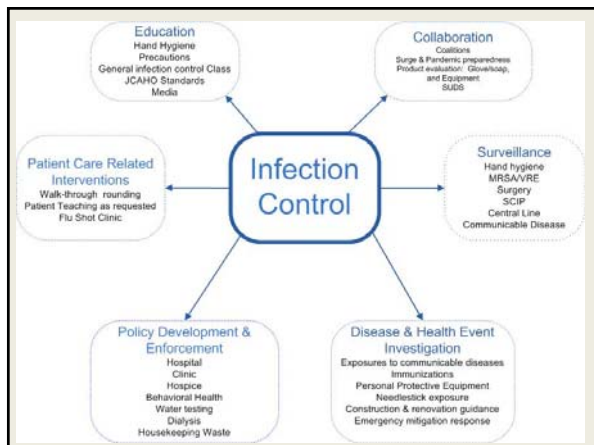 Education
Hand Hygiene
Precautions
General infection control Class
JCAHO Standards
Media
Collaboration
Coalitions
Surge & Pandemic preparedness
Product evaluation: Glove/soap,
and Equipment
SUDS
Patient Care Related
Interventions
Walk-through rounding
Patient Teaching as requested
Flu Shot Clinic
Infection
Control
Surveillance
Hand hygiene
MRSA/VRE
Surgery
SCIP
Central Line
Communicable Disease
Policy Development &
Enforcement
Hospital
Clinic
Hospice
Behavioral Health
Water testing
Dialysis
Housekeeping Waste
Disease & Health Event
Investigation
Exposures to communicable diseases
Immunizations
Personal Protective Equipment
Needlestick exposure
Construction & renovation guidance
Emergency mitigation response